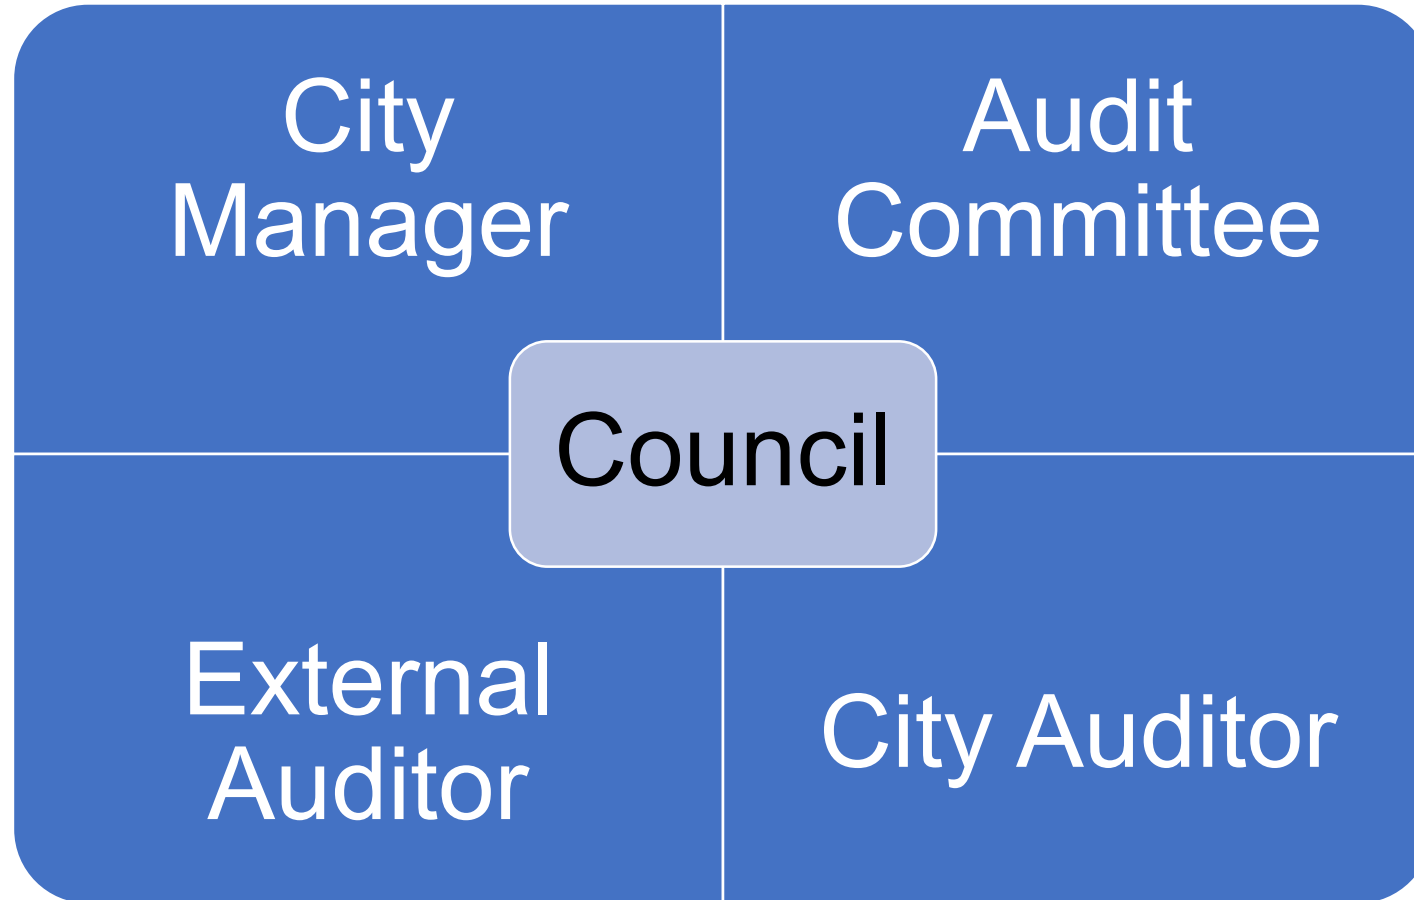 City
Manager
Audit
Committee
Council
External
Auditor
City Auditor